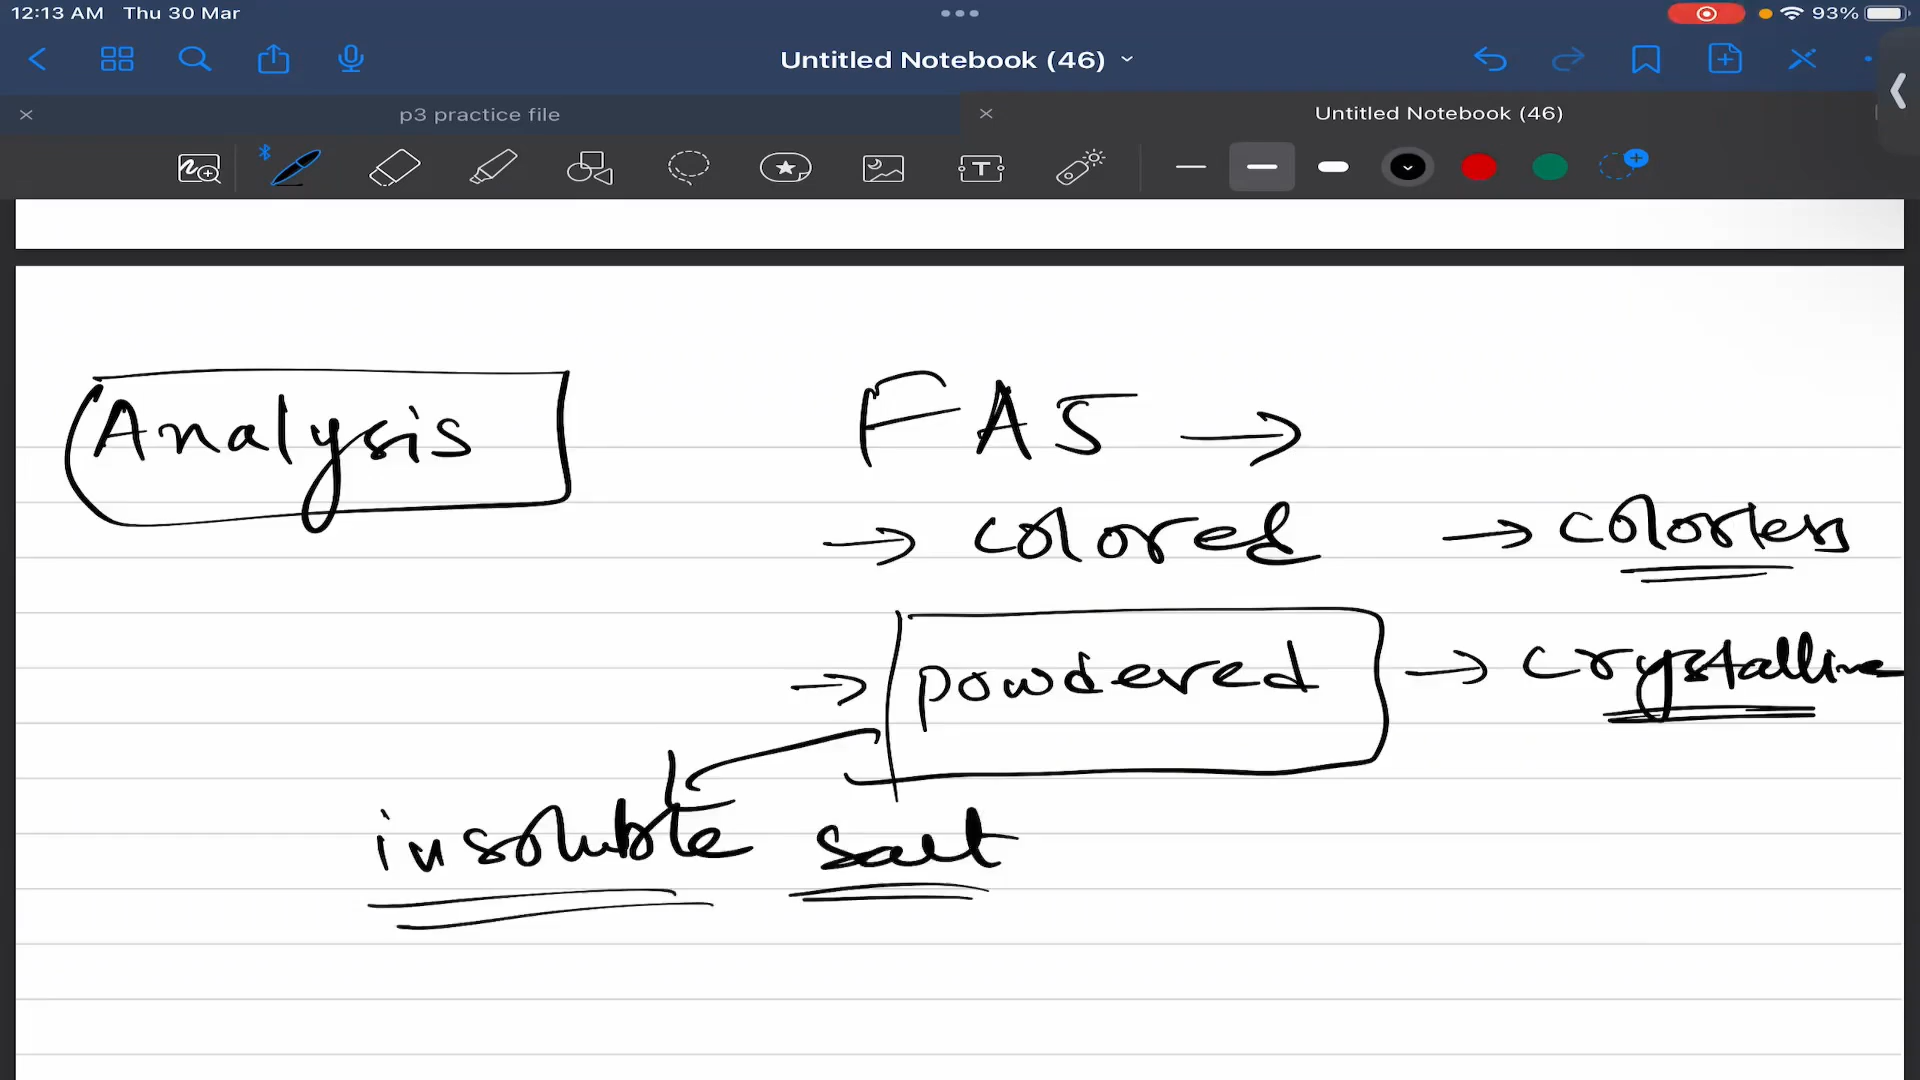 12:13 AM Thu 30 Mar
93%
Untitled Notebook (46)
p3 practice file
Untitled Notebook (46)
T
Analysis
FA5 →
→ colored → colorless
→ powdered → crystalline
insoluble salt